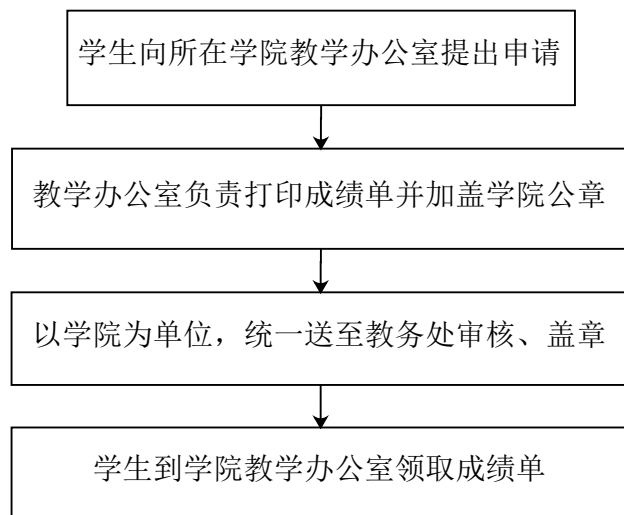 学生向所在学院教学办公室提出申请
教学办公室负责打印成绩单并加盖学院公章
以学院为单位，统一送至教务处审核、盖章
学生到学院教学办公室领取成绩单